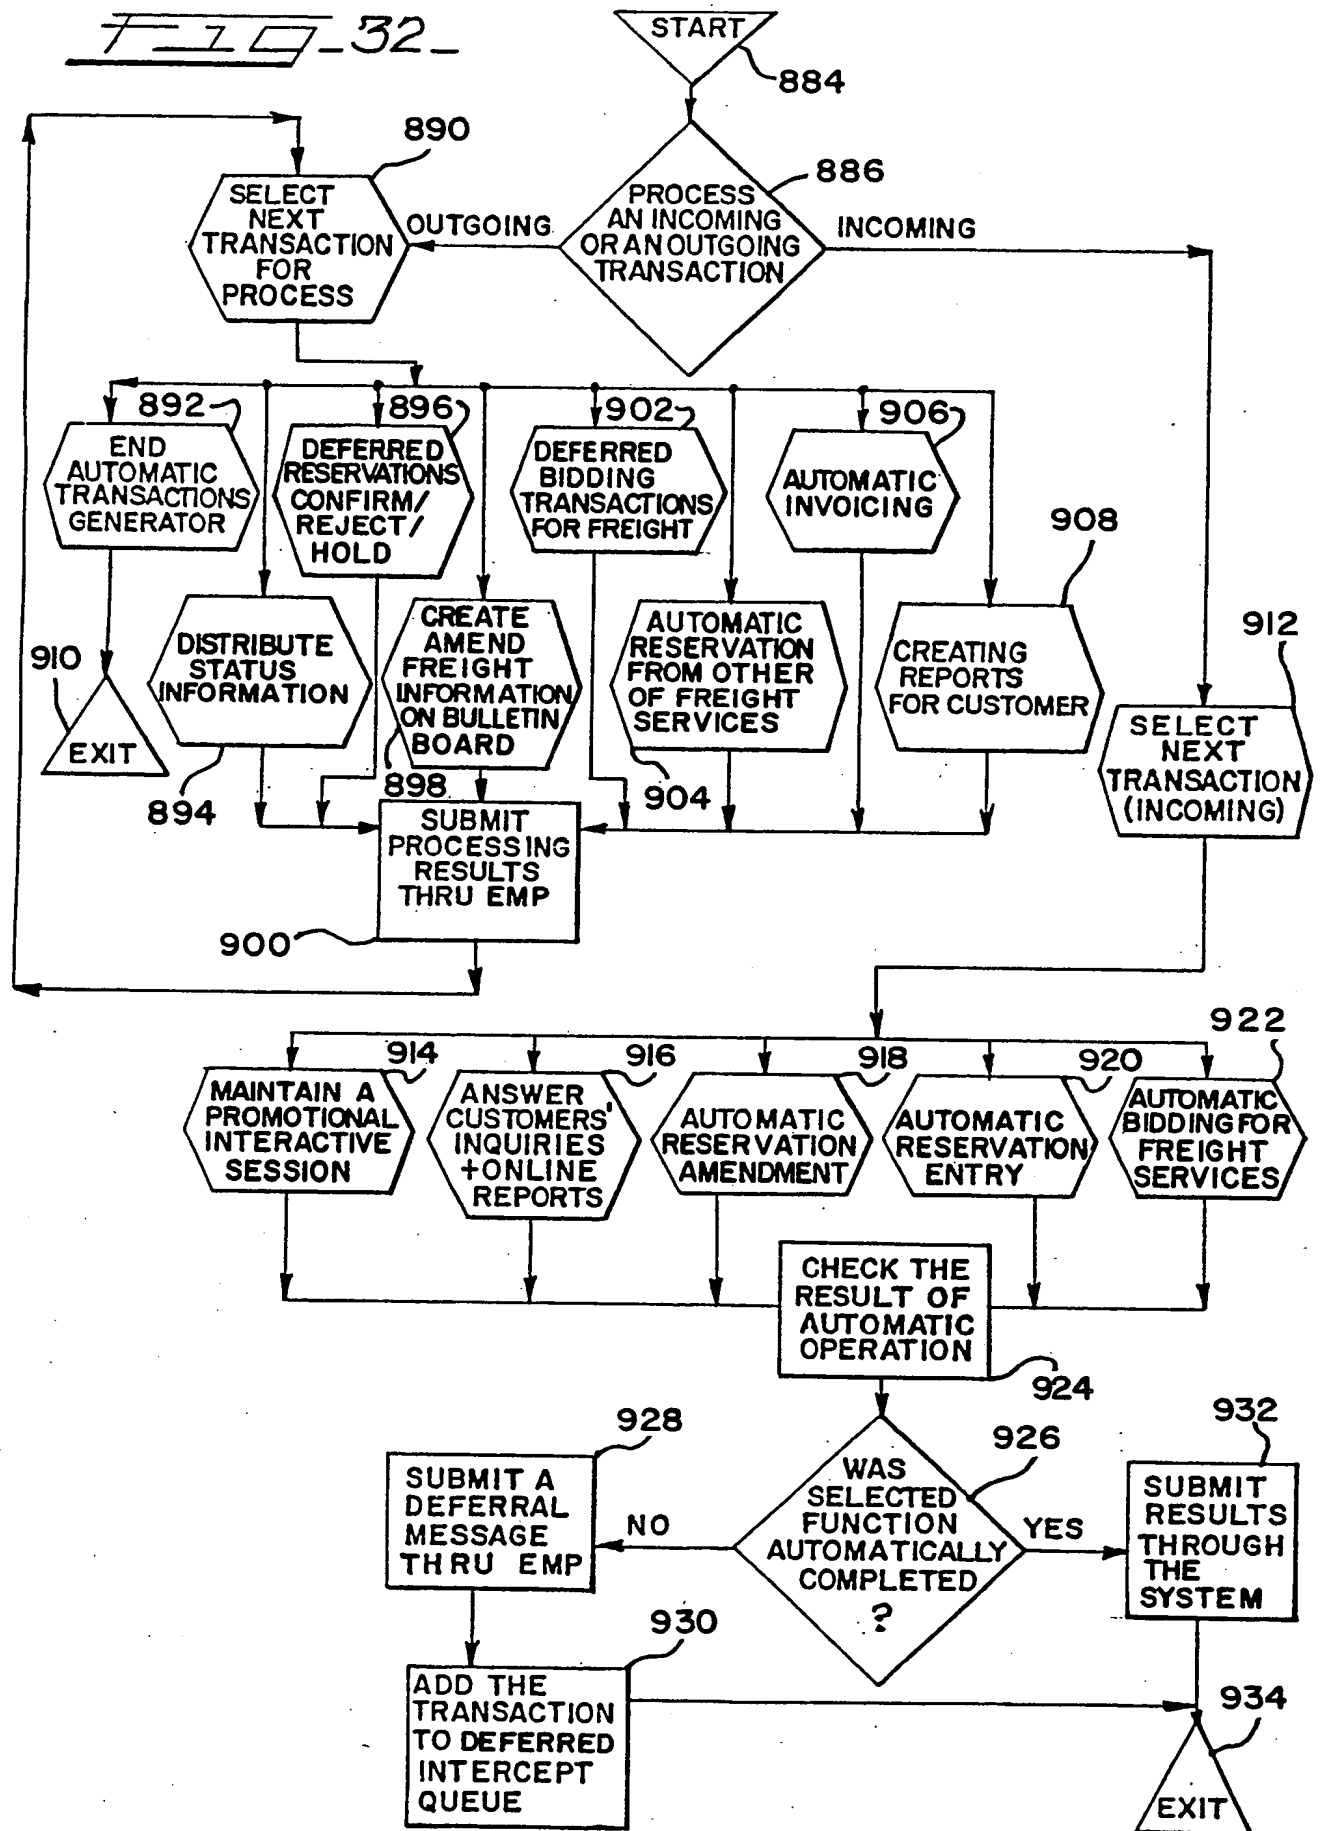 FIG-32-
START
884
886
PROCESS
AN INCOMING
OR AN OUTGOING
TRANSACTION
OUTGOING
INCOMING
890
SELECT
NEXT
TRANSACTION
FOR
PROCESS
892
END
AUTOMATIC
TRANSACTIONS
GENERATOR
896
DEFERRED
RESERVATIONS
CONFIRM/
REJECT/
HOLD
902
DEFERRED
BIDDING
TRANSACTIONS
FOR FREIGHT
906
AUTOMATIC
INVOICING
908
910
EXIT
DISTRIBUTE
STATUS
INFORMATION
894
CREATE
AMEND
FREIGHT
INFORMATION
ON BULLETIN
BOARD
898
AUTOMATIC
RESERVATION
FROM OTHER
OF FREIGHT
SERVICES
904
CREATING
REPORTS
FOR CUSTOMER
912
SELECT
NEXT
TRANSACTION
(INCOMING)
SUBMIT
PROCESSING
RESULTS
THRU EMP
900
914
MAINTAIN A
PROMOTIONAL
INTERACTIVE
SESSION
916
ANSWER
CUSTOMERS'
INQUIRIES
+ONLINE
REPORTS
918
AUTOMATIC
RESERVATION
AMENDMENT
920
AUTOMATIC
RESERVATION
ENTRY
922
AUTOMATIC
BIDDING FOR
FREIGHT
SERVICES
CHECK THE
RESULT OF
AUTOMATIC
OPERATION
924
926
WAS
SELECTED
FUNCTION
AUTOMATICALLY
COMPLETED
?
NO
YES
928
SUBMIT A
DEFERRAL
MESSAGE
THRU EMP
932
SUBMIT
RESULTS
THROUGH
THE
SYSTEM
930
ADD THE
TRANSACTION
TO DEFERRED
INTERCEPT
QUEUE
934
EXIT